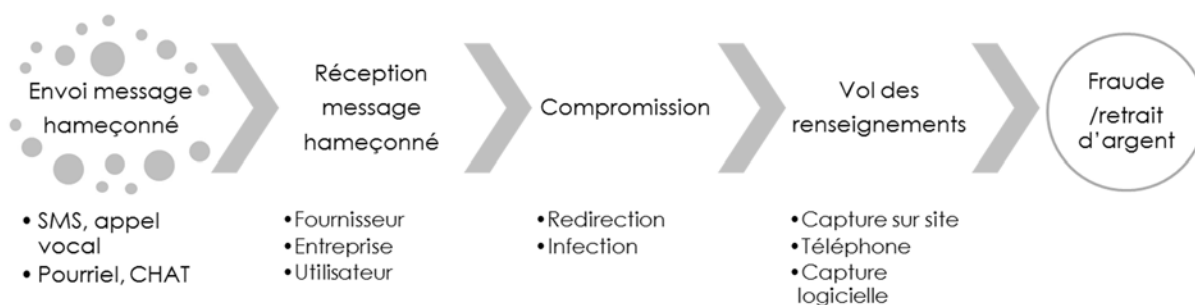 Envoi message
hameçonné
Réception
message
hameçonné
Compromission
Vol des
renseignements
Fraude
/retrait
d'argent
• SMS, appel
vocal
• Pourriel, CHAT
•Fournisseur
•Entreprise
•Utilisateur
•Redirection
•Infection
•Capture sur site
•Téléphone
•Capture
logicielle